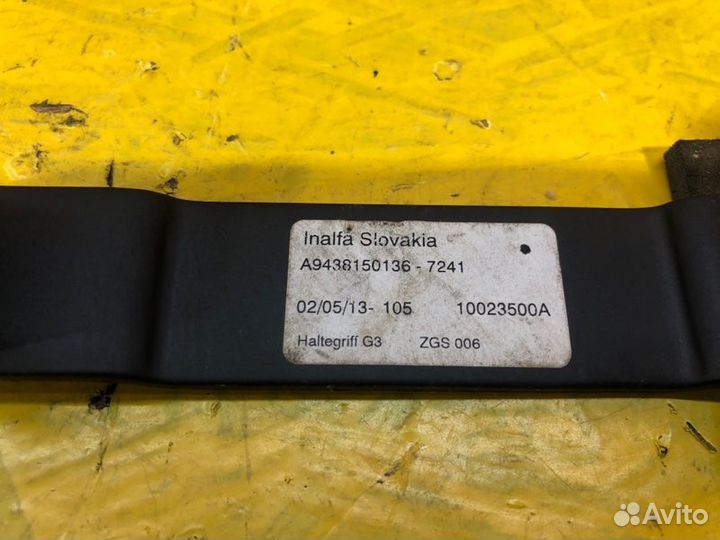 Inalfa Slovakia
A9438150136 - 7241
02/05/13- 105 10023500A
Haltegriff G3 ZGS 006
Avito